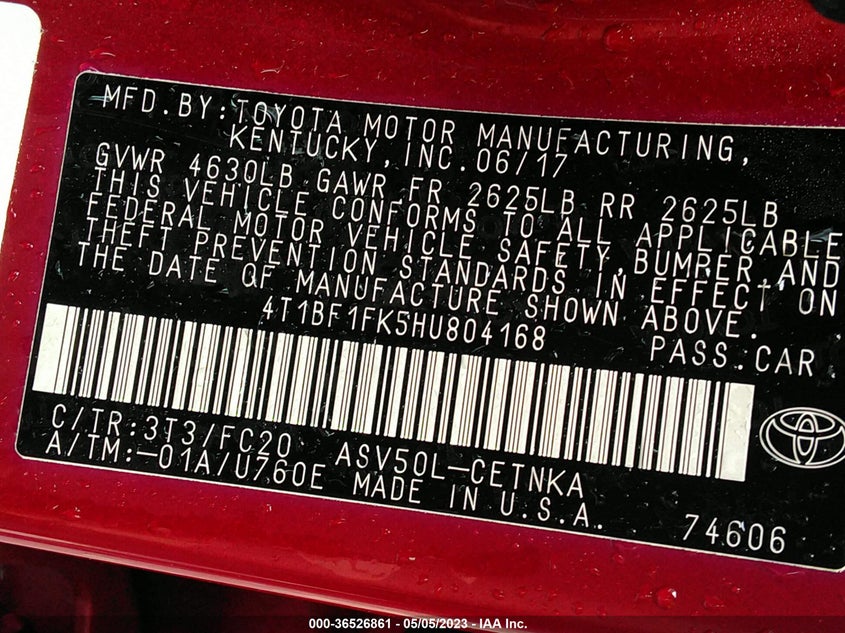 MFD.BY:TOYOTA MOTOR MANUFACTURING,
KENTUCKY,INC.06/17
GVWR 4630LB GAWR FR 2625LB RR 2625LB
THIS VEHICLE CONFORMS TO ALL APPLICABLE
FEDERAL MOTOR VEHICLE SAFETY,BUMPER AND
THEFT PREVENTION STANDARDS IN EFFECT ON
THE DATE OF MANUFACTURE SHOWN ABOVE.
4T1BF1FK5HU804168 PASS.CAR.
C/TR:3T3/FC20 ASV50L-CETNKA
A/TM:-01A/U760E MADE IN U.S.A.
74606
000-36526861 - 05/05/2023 - IAA Inc.